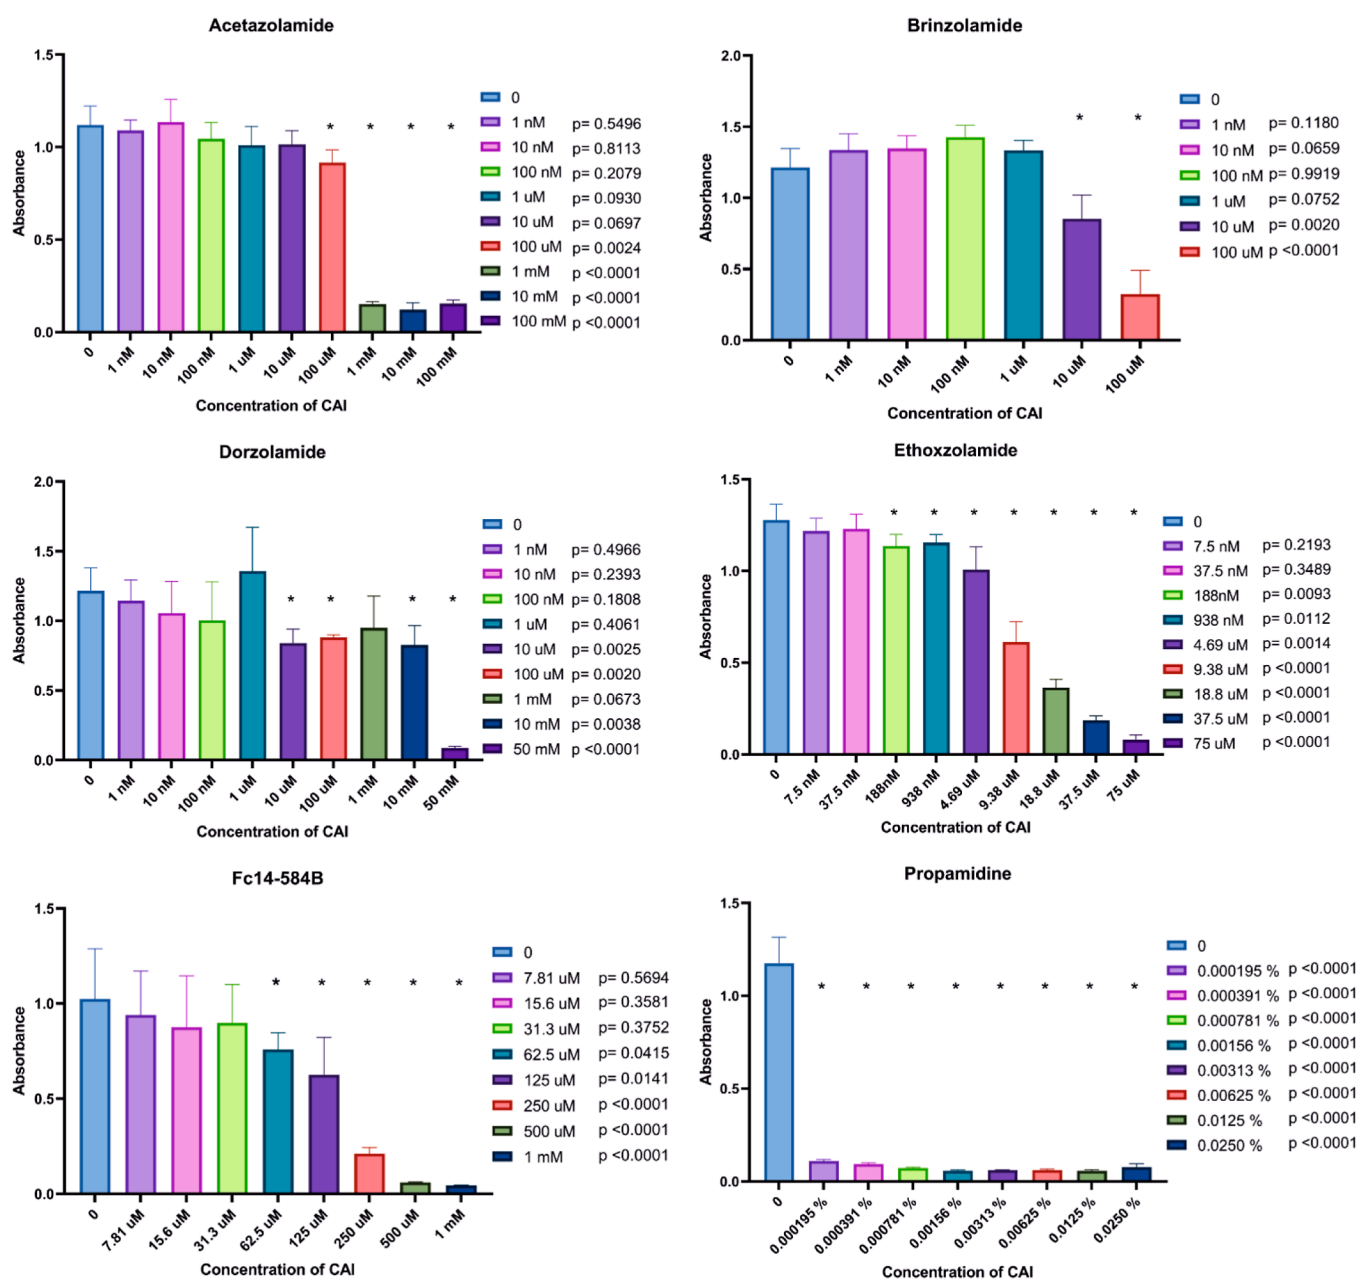 Acetazolamide
1.5
1.0
0.5
0.0
Absorbance
0
1 nM
10 nM
100 nM
1 uM
10 uM
100 uM
1 mM
10 mM
100 mM
Concentration of CAI
* * * *
0
1 nM p= 0.5496
10 nM p= 0.8113
100 nM p= 0.2079
1 uM p= 0.0930
10 uM p= 0.0697
100 uM p= 0.0024
1 mM p <0.0001
10 mM p <0.0001
100 mM p <0.0001
Brinzolamide
2.0
1.5
1.0
0.5
0.0
Absorbance
0
1 nM
10 nM
100 nM
1 uM
10 uM
100 uM
Concentration of CAI
* *
0
1 nM p= 0.1180
10 nM p= 0.0659
100 nM p= 0.9919
1 uM p= 0.0752
10 uM p= 0.0020
100 uM p <0.0001
Dorzolamide
2.0
1.5
1.0
0.5
0.0
Absorbance
0
1 nM
10 nM
100 nM
1 uM
10 uM
100 uM
1 mM
10 mM
50 mM
Concentration of CAI
* * * *
0
1 nM p= 0.4966
10 nM p= 0.2393
100 nM p= 0.1808
1 uM p= 0.4061
10 uM p= 0.0025
100 uM p= 0.0020
1 mM p= 0.0673
10 mM p= 0.0038
50 mM p <0.0001
Ethoxzolamide
1.5
1.0
0.5
0.0
Absorbance
0
7.5 nM
37.5 nM
188nM
938 nM
4.69 uM
9.38 uM
18.8 uM
37.5 uM
75 uM
Concentration of CAI
* * * * * * *
0
7.5 nM p= 0.2193
37.5 nM p= 0.3489
188nM p= 0.0093
938 nM p= 0.0112
4.69 uM p= 0.0014
9.38 uM p <0.0001
18.8 uM p <0.0001
37.5 uM p <0.0001
75 uM p <0.0001
Fc14-584B
1.5
1.0
0.5
0.0
Absorbance
0
7.81 uM
15.6 uM
31.3 uM
62.5 uM
125 uM
250 uM
500 uM
1 mM
Concentration of CAI
* * * * *
0
7.81 uM p= 0.5694
15.6 uM p= 0.3581
31.3 uM p= 0.3752
62.5 uM p= 0.0415
125 uM p= 0.0141
250 uM p <0.0001
500 uM p <0.0001
1 mM p <0.0001
Propamidine
1.5
1.0
0.5
0.0
Absorbance
0
0.000195 %
0.000391 %
0.000781 %
0.00156 %
0.00313 %
0.00625 %
0.0125 %
0.0250 %
Concentration of CAI
* * * * * * * *
0
0.000195 % p <0.0001
0.000391 % p <0.0001
0.000781 % p <0.0001
0.00156 % p <0.0001
0.00313 % p <0.0001
0.00625 % p <0.0001
0.0125 % p <0.0001
0.0250 % p <0.0001